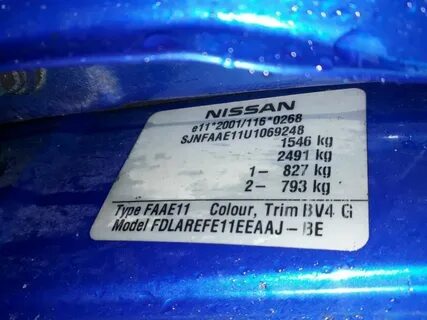 NISSAN
e11*2001/116*0268
SJNFAAE11U1069248
1546 kg
2491 kg
1- 827 kg
2- 793 kg
Type FAAE11 Colour, Trim BV4 G
Model FDLAREFE11EEAAJ-BE